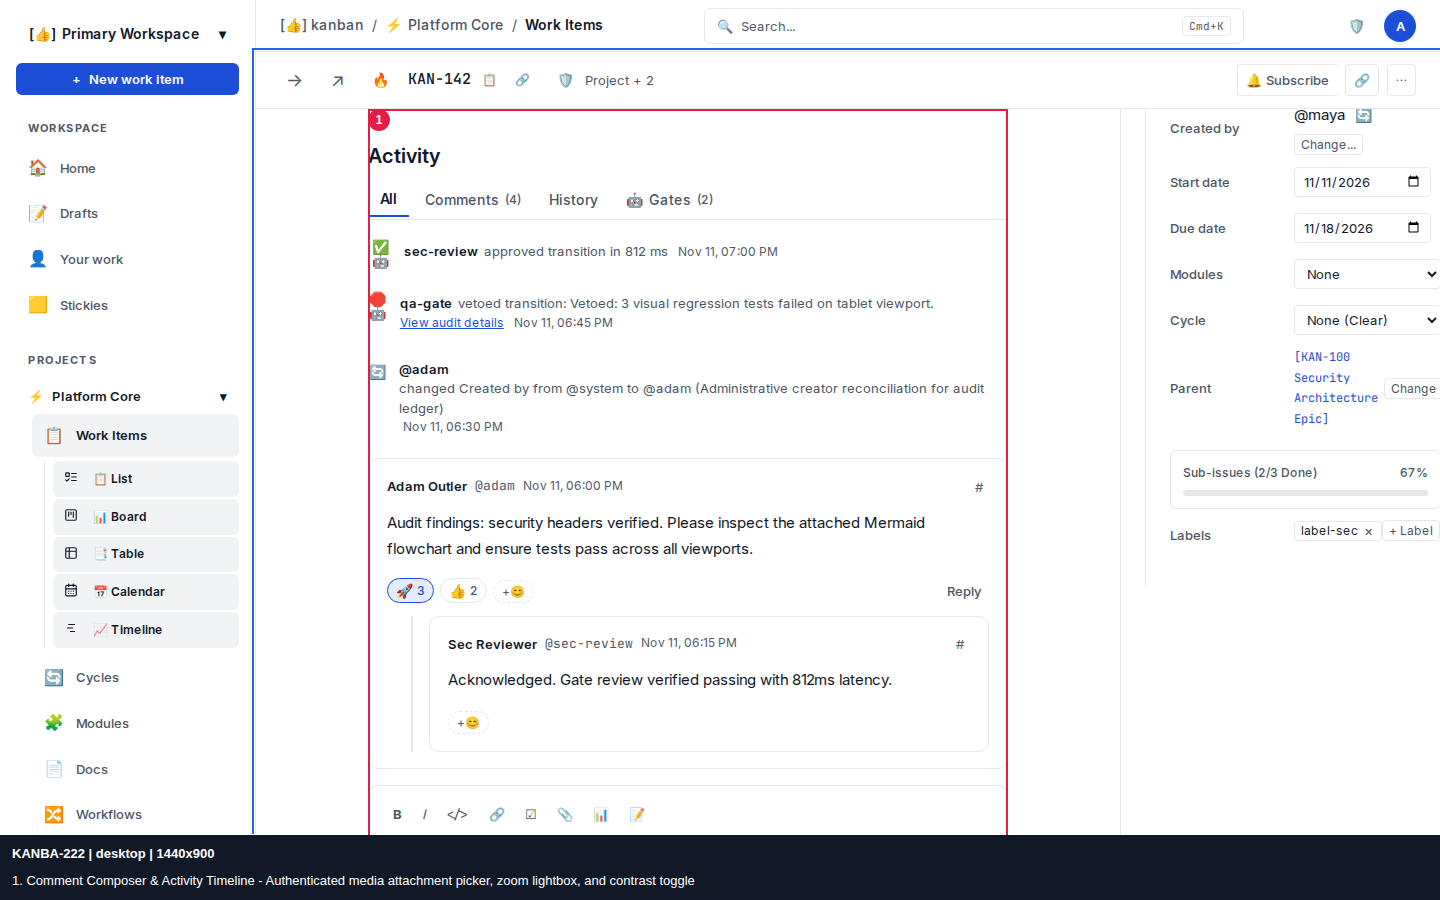 [👍] Primary Workspace ▼
+ New work item
WORKSPACE
🏠 Home
📝 Drafts
👤 Your work
🟨 Stickies
PROJECTS
⚡ Platform Core ▼
📋 Work Items
📋 List
📊 Board
📑 Table
📅 Calendar
📈 Timeline
🔄 Cycles
🧩 Modules
📄 Docs
🔀 Workflows
[👍] kanban / ⚡ Platform Core / Work Items
🔍 Search... Cmd+K
🛡️ A
→ ↗ 🔥 KAN-142 📋 🔗 🛡️ Project + 2
🔔 Subscribe 🔗 ···
1
Activity
All Comments (4) History 🤖 Gates (2)
✅ 🤖 sec-review approved transition in 812 ms Nov 11, 07:00 PM
🛑 🤖 qa-gate vetoed transition: Vetoed: 3 visual regression tests failed on tablet viewport.
View audit details Nov 11, 06:45 PM
🔄 @adam
changed Created by from @system to @adam (Administrative creator reconciliation for audit
ledger)
Nov 11, 06:30 PM
Adam Outler @adam Nov 11, 06:00 PM #
Audit findings: security headers verified. Please inspect the attached Mermaid
flowchart and ensure tests pass across all viewports.
🚀 3 👍 2 +😊 Reply
Sec Reviewer @sec-review Nov 11, 06:15 PM #
Acknowledged. Gate review verified passing with 812ms latency.
+😊
B I </> 🔗 ☑ 📎 📊 📝
Created by @maya 🔄
Change...
Start date 11/11/2026
Due date 11/18/2026
Modules None
Cycle None (Clear)
Parent [KAN-100
Security
Architecture
Epic] Change
Sub-issues (2/3 Done) 67%
Labels label-sec × + Label
KANBA-222 | desktop | 1440x900
1. Comment Composer & Activity Timeline - Authenticated media attachment picker, zoom lightbox, and contrast toggle